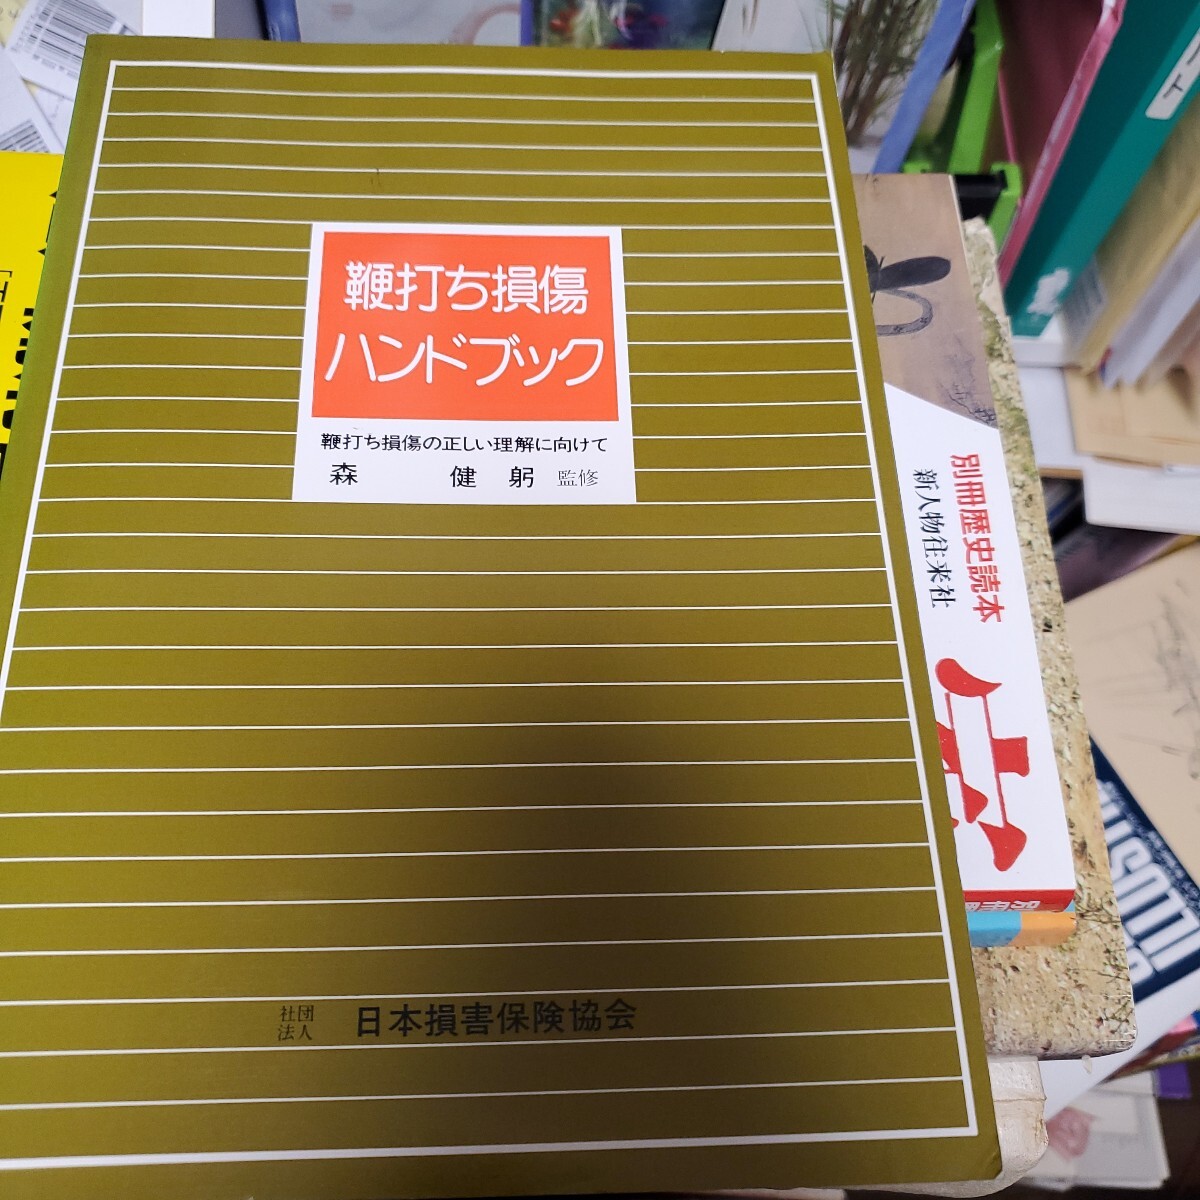 鞭打ち損傷
ハンドブック
鞭打ち損傷の正しい理解に向けて
森 健躬 監修
社団法人 日本損害保険協会
別冊歴史読本
新人物往来社